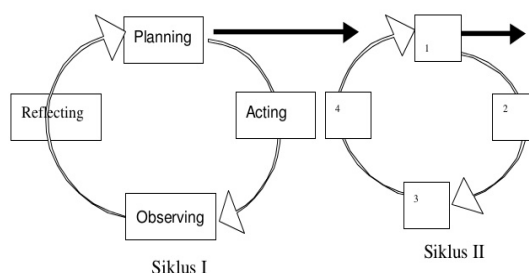 Planning
1
Reflecting
Acting
4
2
Observing
3
Siklus I
Siklus II